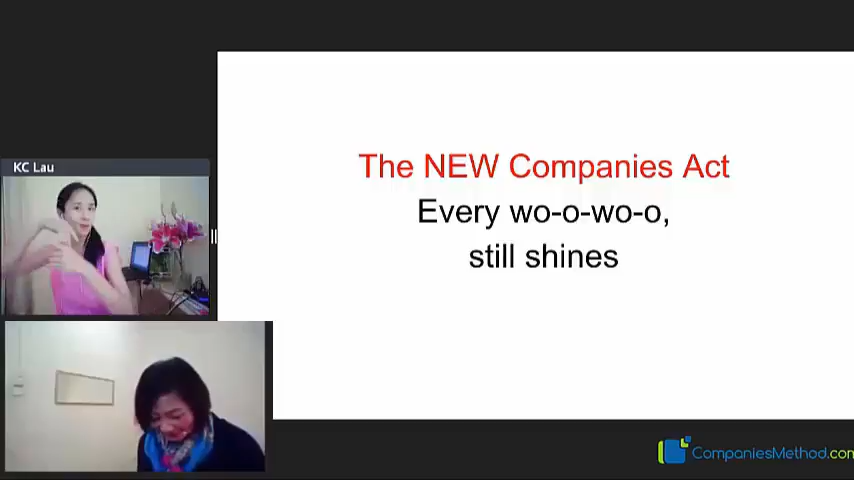 KC Lau
The NEW Companies Act
Every wo-o-wo-o,
still shines
CompaniesMethod.com